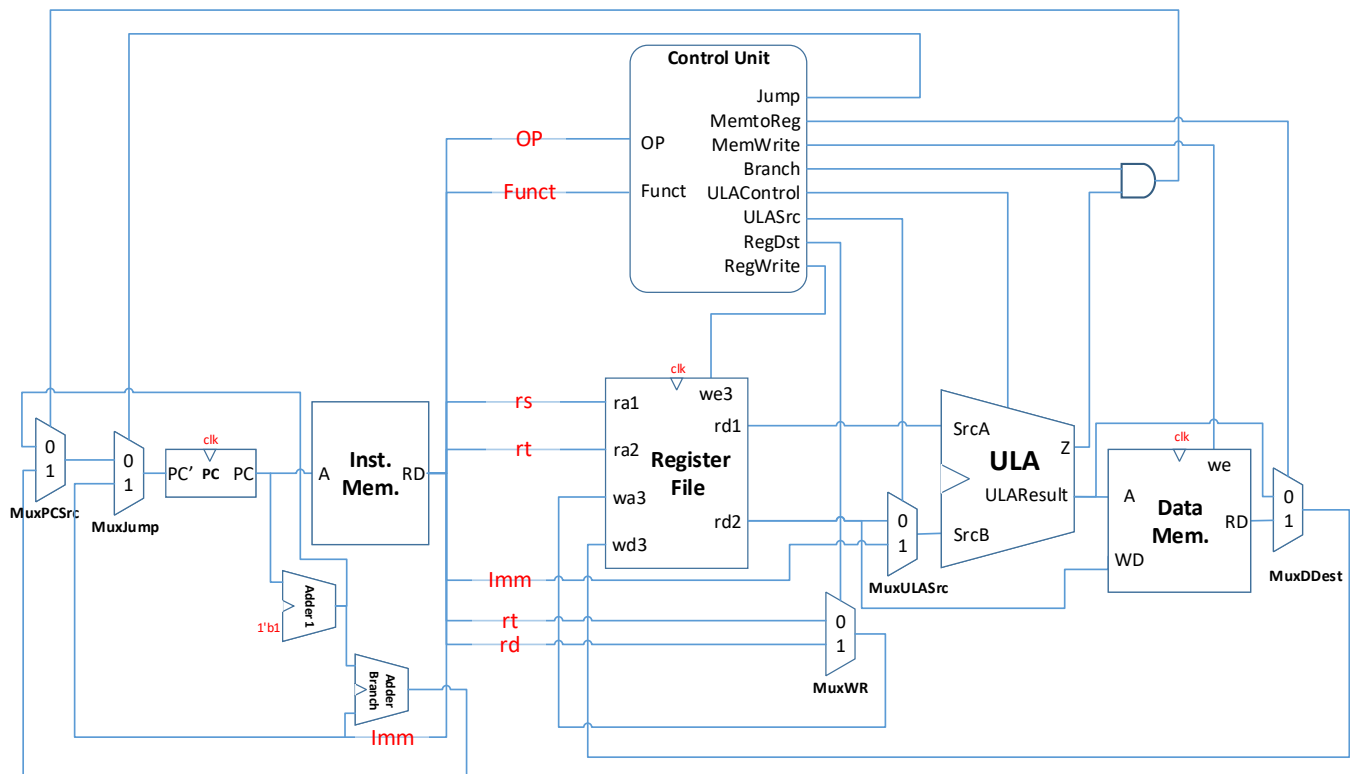 Control Unit
Jump
MemtoReg
OP
OP
MemWrite
Branch
Funct
Funct
ULAControl
ULASrc
RegDst
RegWrite
clk
we3
rs
ra1
rd1
SrcA
rt
ra2
Register
File
wa3
rd2
wd3
0
1
MuxPCSrc
0
1
MuxJump
clk
PC'
PC
PC
A
Inst.
Mem.
RD
ULA
Z
ULAResult
SrcB
0
1
MuxULASrc
clk
we
A
Data
Mem.
RD
WD
0
1
MuxDDest
Imm
rt
rd
0
1
MuxWR
Adder 1
1'b1
Adder
Branch
Imm